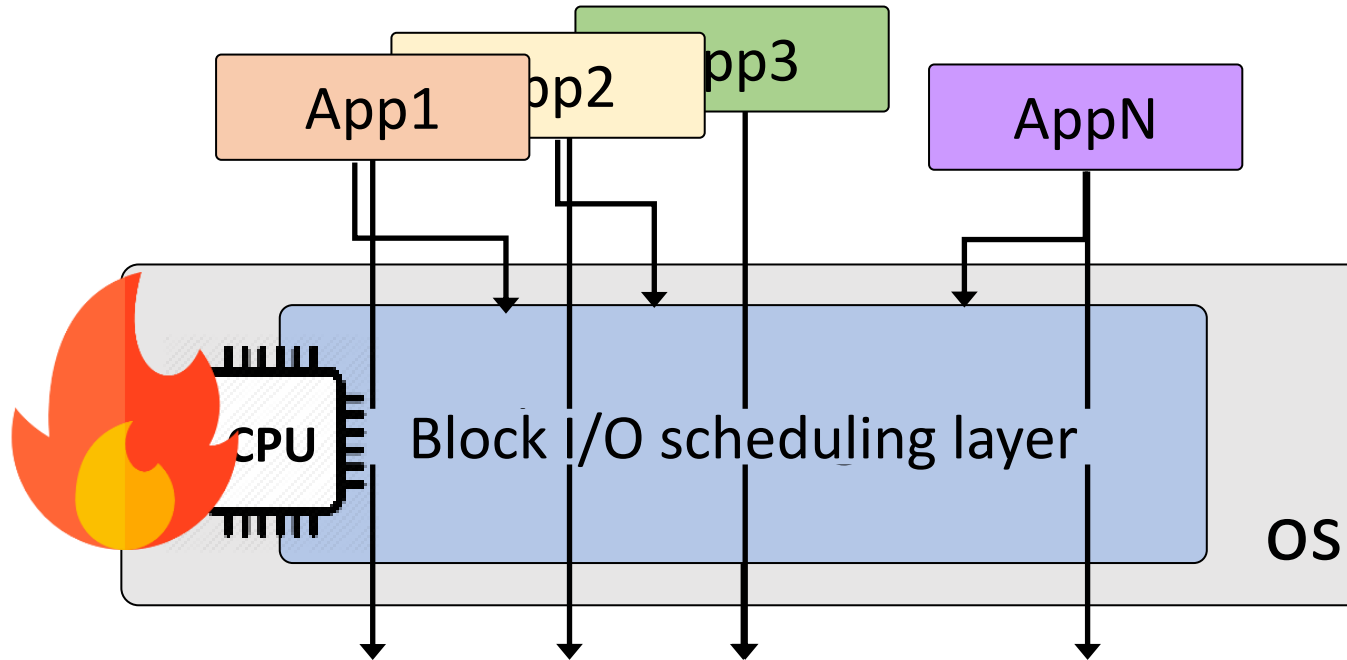 App1
pp2
pp3
AppN
CPU
Block I/O scheduling layer
OS